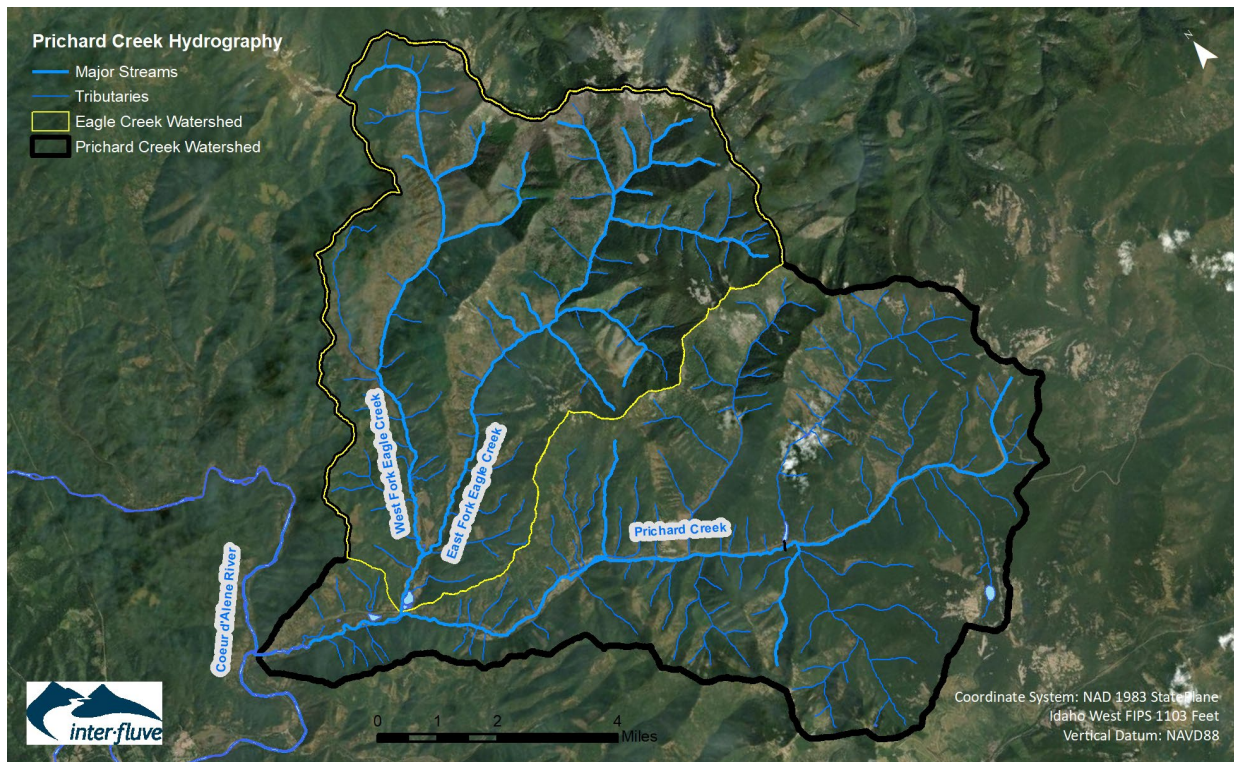 Prichard Creek Hydrography
Major Streams
Tributaries
Eagle Creek Watershed
Prichard Creek Watershed
N
West Fork Eagle Creek
East Fork Eagle Creek
Prichard Creek
Coeur d'Alene River
inter-fluve
0 1 2 4
Miles
Coordinate System: NAD 1983 StatePlane
Idaho West FIPS 1103 Feet
Vertical Datum: NAVD88